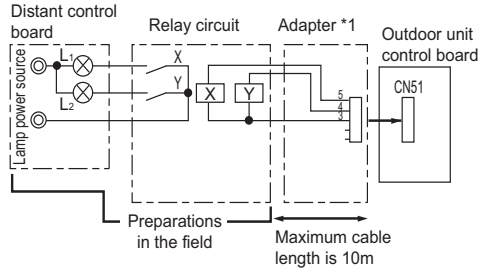 Distant control
board
Relay circuit
Adapter *1
Outdoor unit
control board
Lamp power source
L1
L2
X
Y
X
Y
5
4
3
CN51
Preparations
in the field
Maximum cable
length is 10m